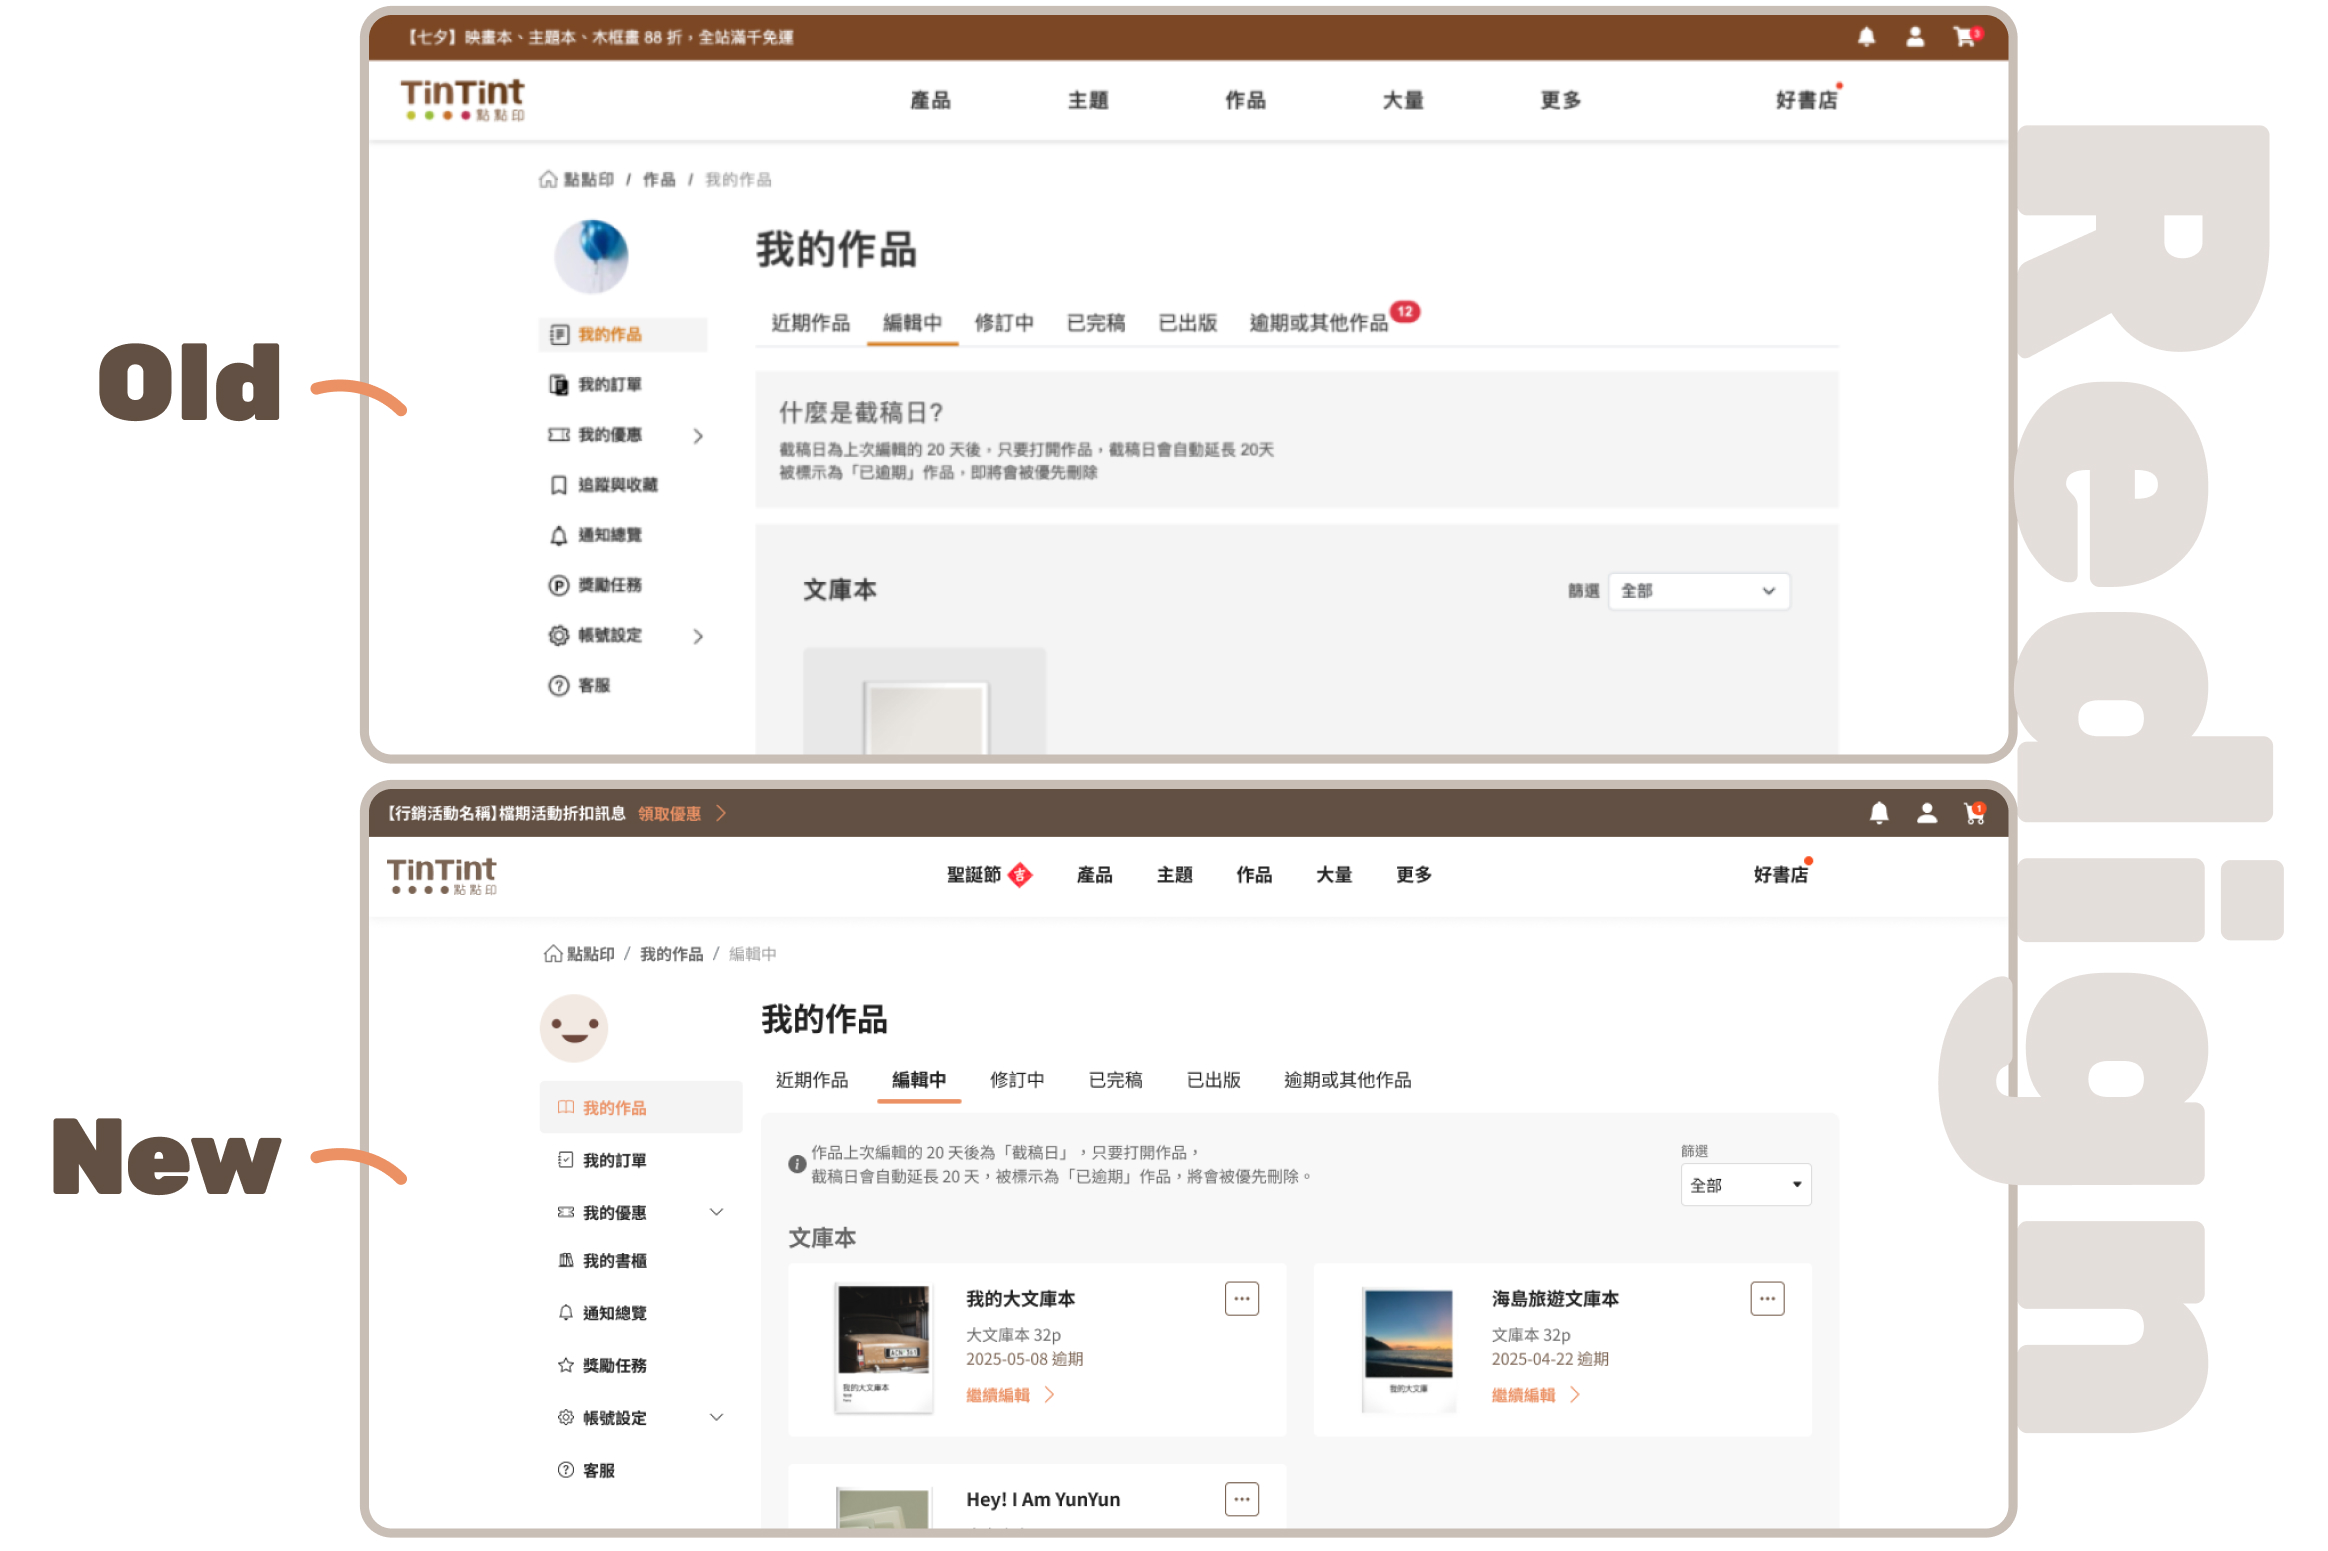 Old
【七夕】映畫本、主題本、木框畫 88 折，全站滿千免運
3
TinTint
點點印
產品
主題
作品
大量
更多
好書店
點點印 / 作品 / 我的作品
我的作品
近期作品
編輯中
修訂中
已完稿
已出版
逾期或其他作品
12
我的作品
我的訂單
我的優惠
追蹤與收藏
通知總覽
獎勵任務
帳號設定
客服
什麼是截稿日?
截稿日為上次編輯的 20 天後，只要打開作品，截稿日會自動延長 20天
被標示為「已逾期」作品，即將會被優先刪除
文庫本
篩選
全部
New
【行銷活動名稱】檔期活動折扣訊息 領取優惠
1
TinTint
點點印
聖誕節
吉
產品
主題
作品
大量
更多
好書店
點點印 / 我的作品 / 編輯中
我的作品
近期作品
編輯中
修訂中
已完稿
已出版
逾期或其他作品
我的作品
我的訂單
我的優惠
我的書櫃
通知總覽
獎勵任務
帳號設定
客服
作品上次編輯的 20 天後為「截稿日」，只要打開作品，
截稿日會自動延長 20 天，被標示為「已逾期」作品，將會被優先刪除。
篩選
全部
文庫本
我的大文庫本
大文庫本 32p
2025-05-08 逾期
繼續編輯
我的大文庫本
海島旅遊文庫本
文庫本 32p
2025-04-22 逾期
繼續編輯
我的大文庫
Hey! I Am YunYun
Redign